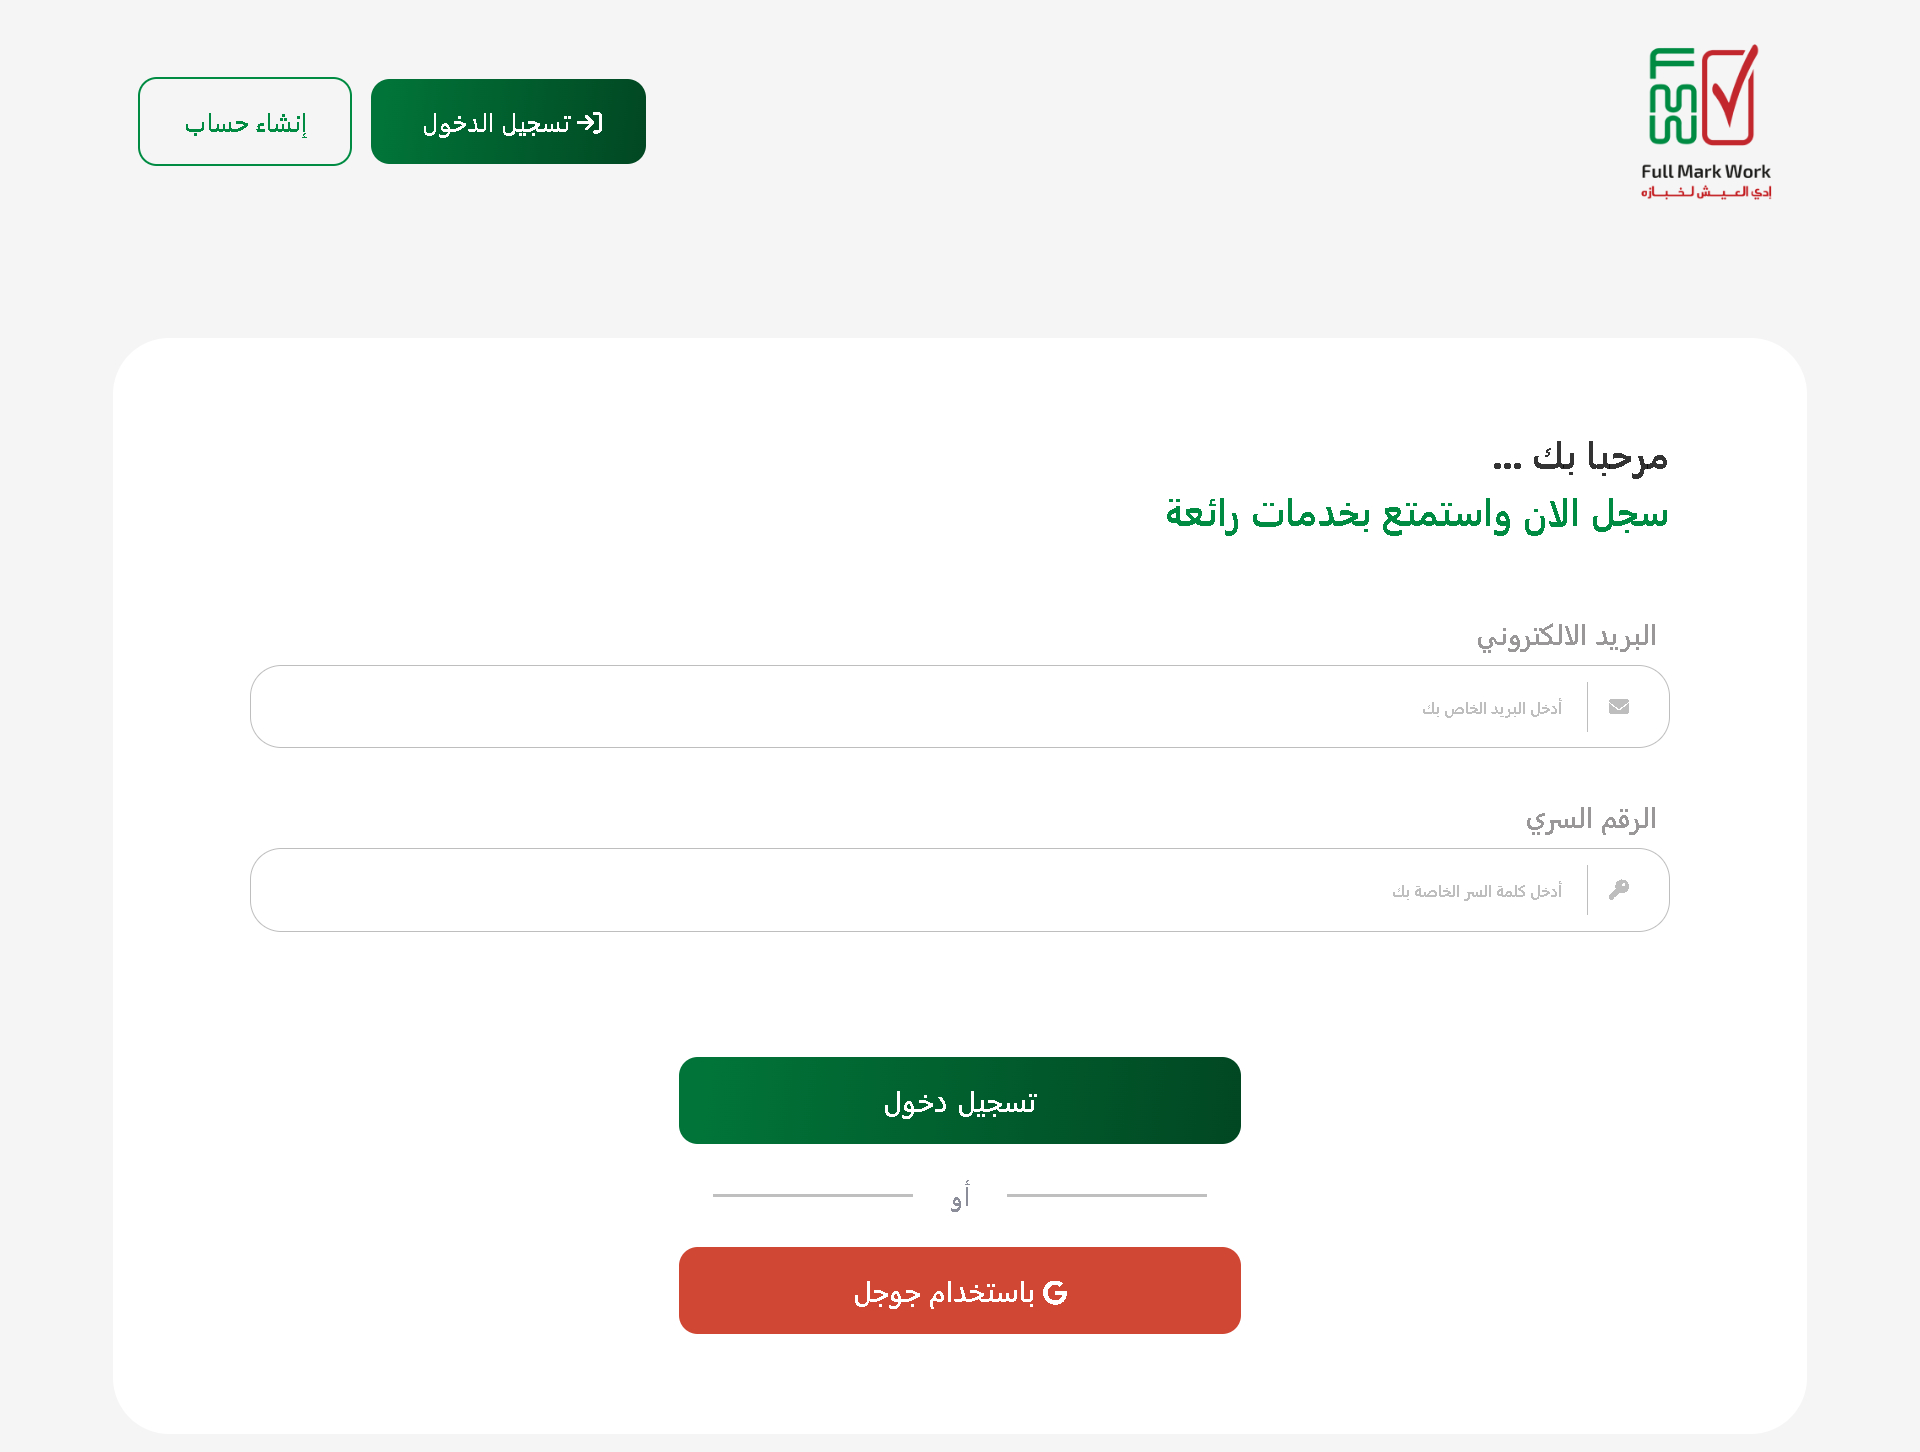 FMW
Full Mark Work
إدي العيش لخبازه
تسجيل الدخول
إنشاء حساب
مرحبا بك ...
سجل الان واستمتع بخدمات رائعة
البريد الالكتروني
أدخل البريد الخاص بك
الرقم السري
أدخل كلمة السر الخاصة بك
تسجيل دخول
أو
G باستخدام جوجل